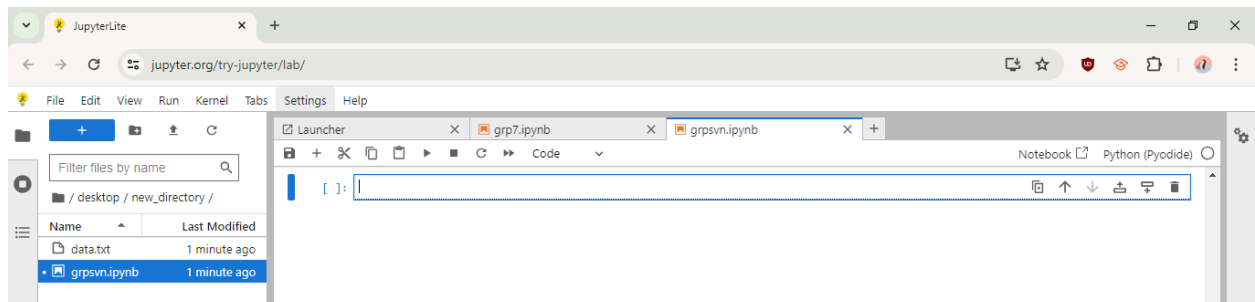 JupyterLite
jupyter.org/try-jupyter/lab/
File Edit View Run Kernel Tabs Settings Help
Launcher grp7.ipynb grpsvn.ipynb
Code Notebook Python (Pyodide)
Filter files by name
/ desktop / new_directory /
Name Last Modified
data.txt 1 minute ago
grpsvn.ipynb 1 minute ago
[ ]: